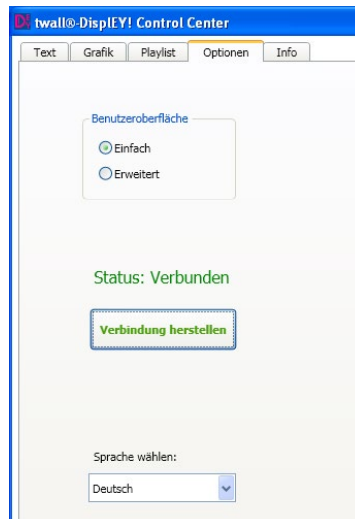 twall®-DisplEY! Control Center
Text Grafik Playlist Optionen Info
Benutzeroberfläche
Einfach
Erweitert
Status: Verbunden
Verbindung herstellen
Sprache wählen:
Deutsch